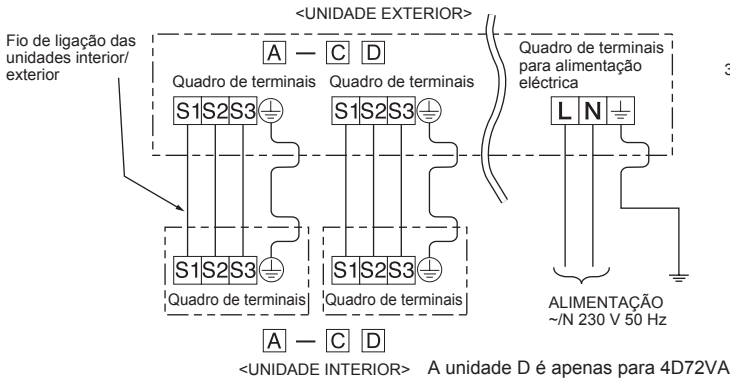 <UNIDADE EXTERIOR>
Fio de ligação das
unidades interior/
exterior
A — C D
Quadro de terminais
Quadro de terminais
Quadro de terminais
para alimentação
eléctrica
S1 S2 S3
S1 S2 S3
L N
3
S1 S2 S3
S1 S2 S3
Quadro de terminais
Quadro de terminais
ALIMENTAÇÃO
~/N 230 V 50 Hz
A — C D
<UNIDADE INTERIOR>
A unidade D é apenas para 4D72VA